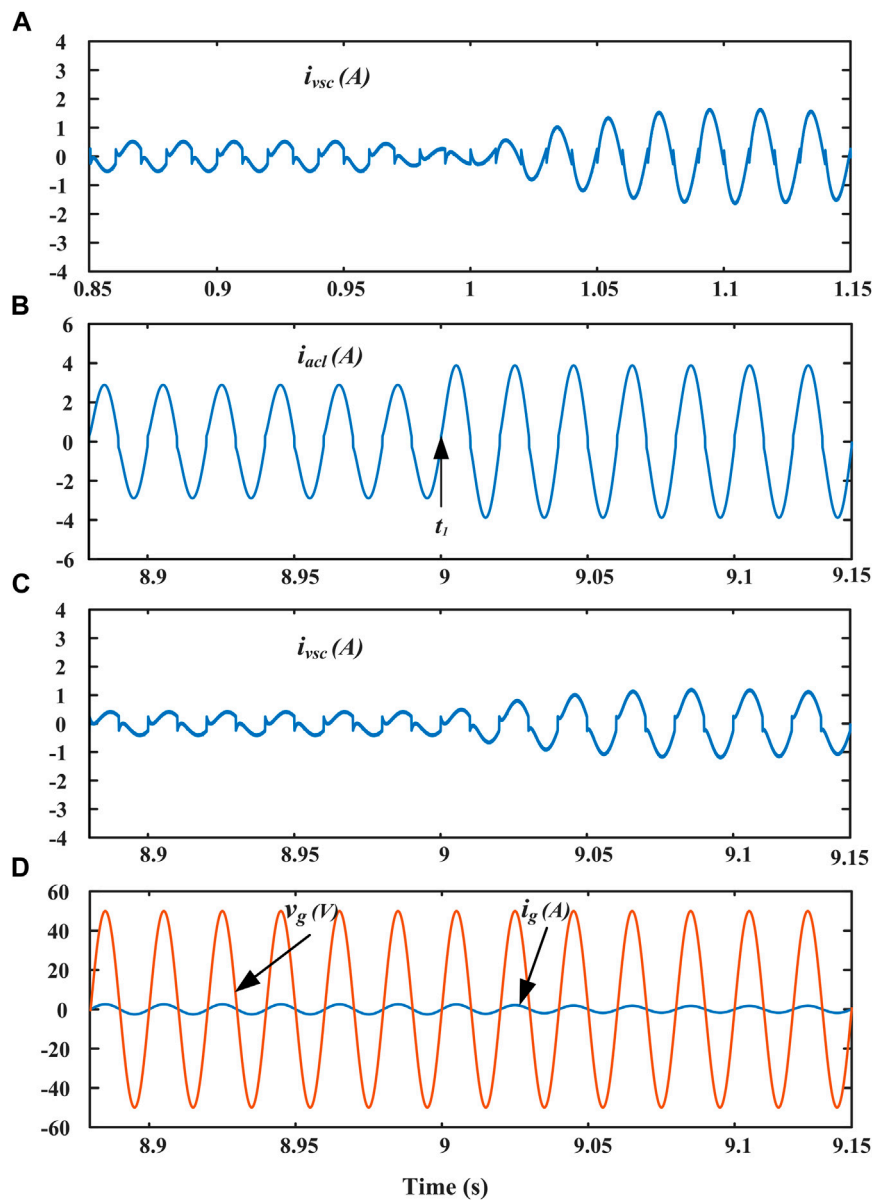 A
4
3
2
1
0
-1
-2
-3
-4
i_vsc (A)
0.85 0.9 0.95 1 1.05 1.1 1.15
B
6
4
2
0
-2
-4
-6
i_acl (A)
t_1
8.9 8.95 9 9.05 9.1 9.15
C
4
3
2
1
0
-1
-2
-3
-4
i_vsc (A)
8.9 8.95 9 9.05 9.1 9.15
D
60
40
20
0
-20
-40
-60
v_g (V) i_g (A)
8.9 8.95 9 9.05 9.1 9.15
Time (s)